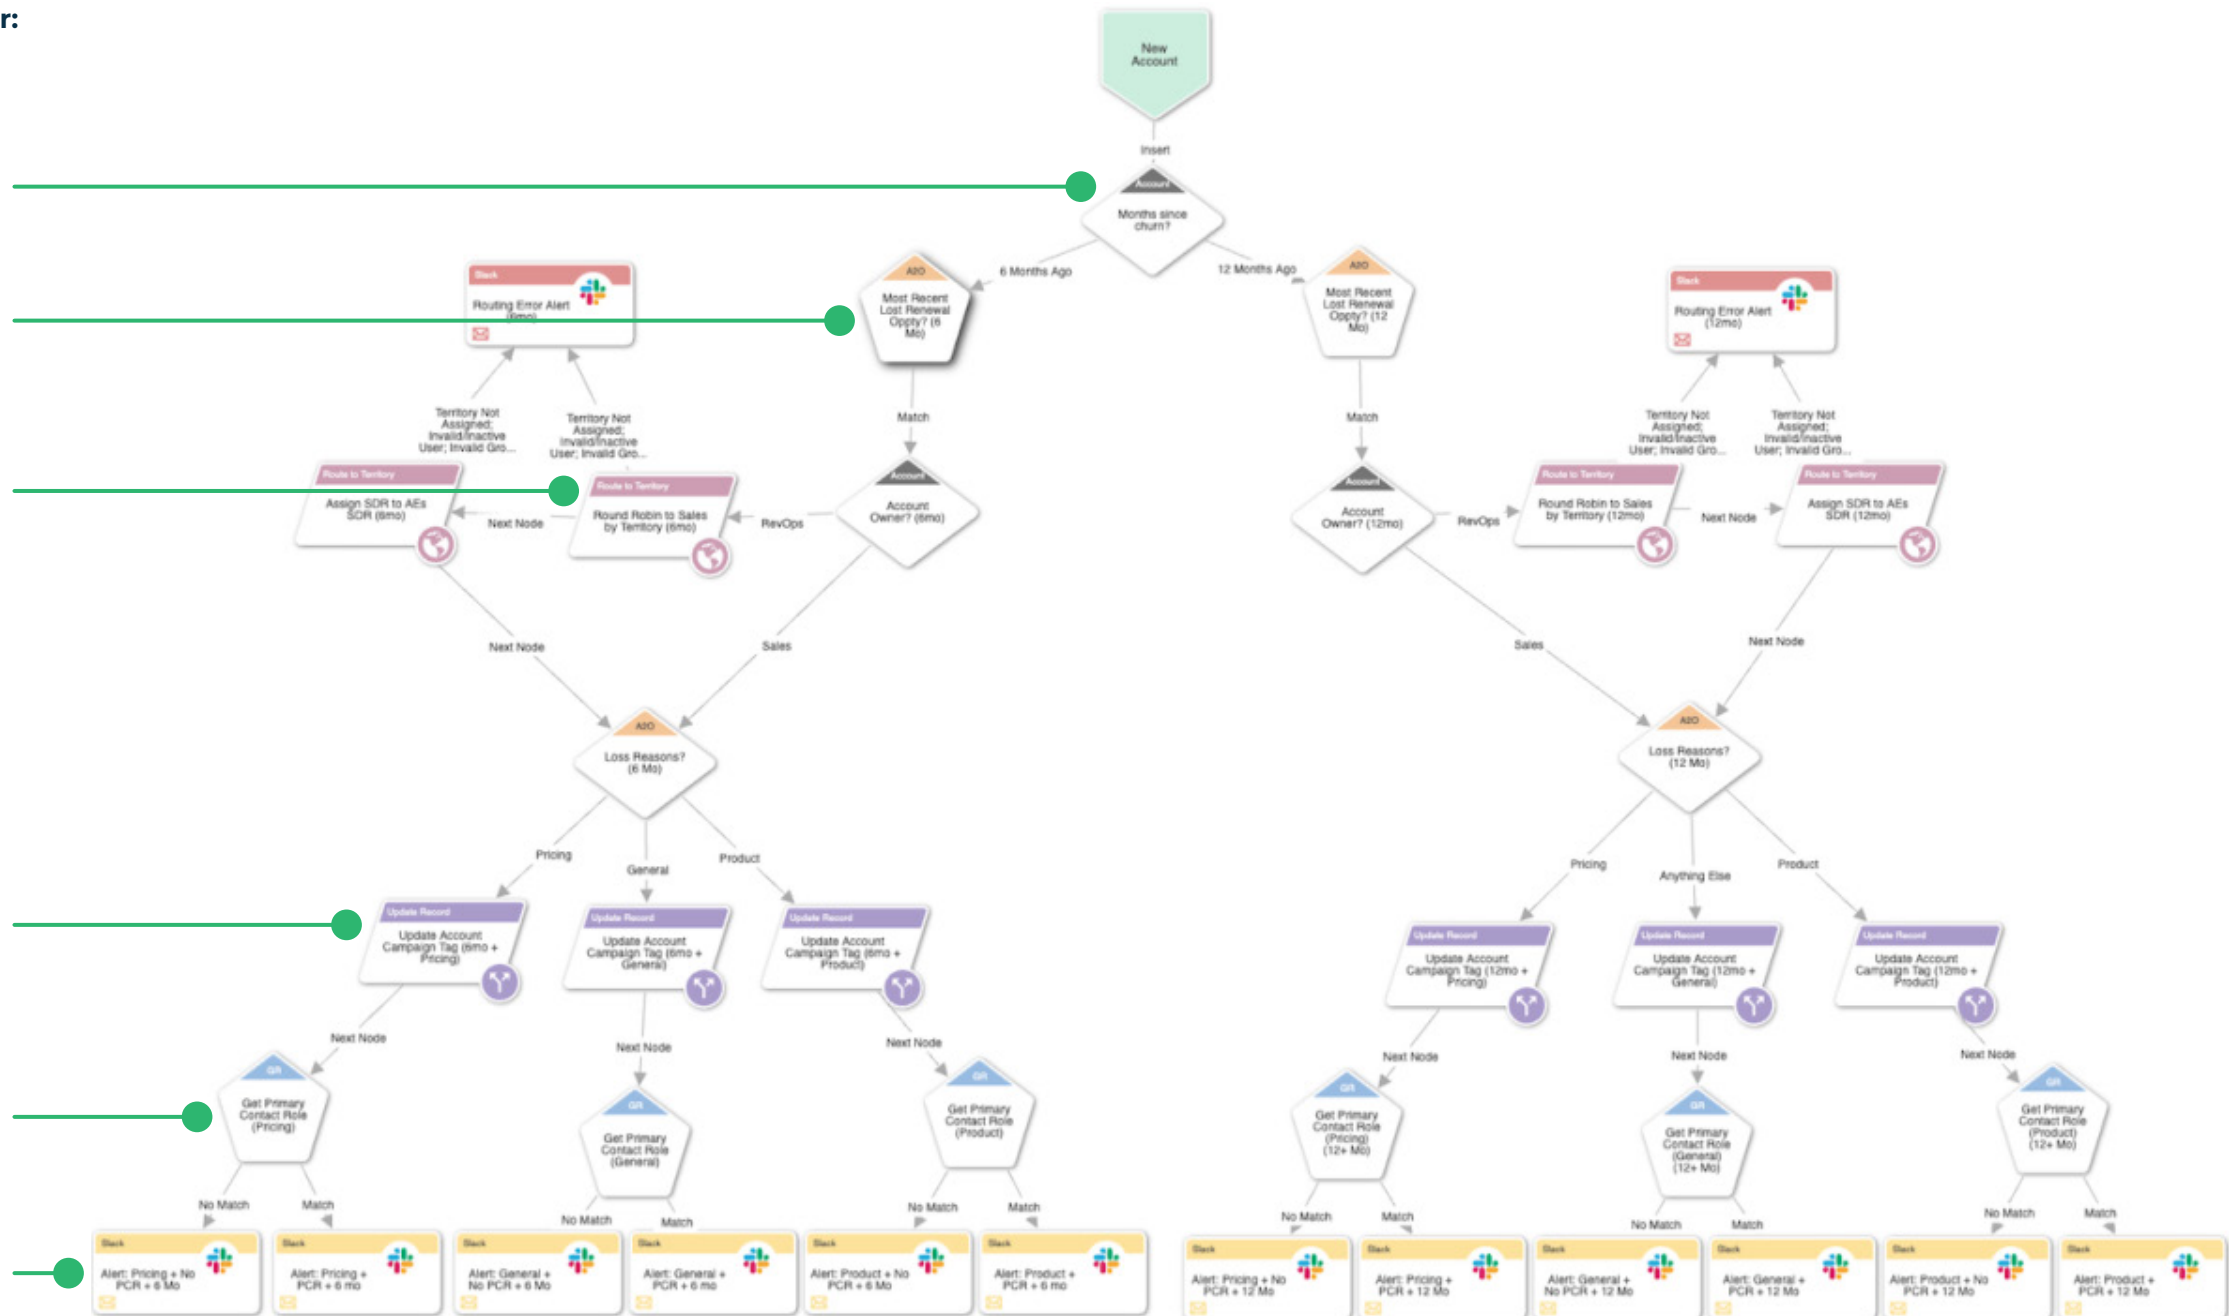 r:
New
Account
Insert
Account
Months since
churn?
6 Months Ago
12 Months Ago
Slack
Routing Error Alert
(6mo)
A2O
Most Recent
Lost Renewal
Oppty? (6
Mo)
A2O
Most Recent
Lost Renewal
Oppty? (12
Mo)
Slack
Routing Error Alert
(12mo)
Territory Not
Assigned;
Invalid/Inactive
User; Invalid Gro...
Territory Not
Assigned;
Invalid/Inactive
User; Invalid Gro...
Match
Match
Territory Not
Assigned;
Invalid/Inactive
User; Invalid Gro...
Territory Not
Assigned;
Invalid/Inactive
User; Invalid Gro...
Route to Territory
Assign SDR to AEs
SDR (6mo)
Next Node
Route to Territory
Round Robin to Sales
by Territory (6mo)
RevOps
Account
Account
Owner? (6mo)
Account
Account
Owner? (12mo)
RevOps
Route to Territory
Round Robin to Sales
by Territory (12mo)
Next Node
Route to Territory
Assign SDR to AEs
SDR (12mo)
Next Node
Sales
Sales
Next Node
A2O
Loss Reasons?
(6 Mo)
A2O
Loss Reasons?
(12 Mo)
Pricing
General
Product
Pricing
Anything Else
Product
Update Record
Update Account
Campaign Tag (6mo +
Pricing)
Update Record
Update Account
Campaign Tag (6mo +
General)
Update Record
Update Account
Campaign Tag (6mo +
Product)
Update Record
Update Account
Campaign Tag (12mo +
Pricing)
Update Record
Update Account
Campaign Tag (12mo +
General)
Update Record
Update Account
Campaign Tag (12mo +
Product)
Next Node
Next Node
Next Node
Next Node
Next Node
Next Node
GR
Get Primary
Contact Role
(Pricing)
GR
Get Primary
Contact Role
(General)
GR
Get Primary
Contact Role
(Product)
GR
Get Primary
Contact Role
(Pricing)
(12+ Mo)
GR
Get Primary
Contact Role
(General)
(12+ Mo)
GR
Get Primary
Contact Role
(Product)
(12+ Mo)
No Match
Match
No Match
Match
No Match
Match
No Match
Match
No Match
Match
No Match
Match
Slack
Alert: Pricing + No
PCR + 6 Mo
Slack
Alert: Pricing +
PCR + 6 mo
Slack
Alert: General +
No PCR + 6 Mo
Slack
Alert: General +
PCR + 6 mo
Slack
Alert: Product + No
PCR + 6 Mo
Slack
Alert: Product +
PCR + 6 mo
Slack
Alert: Pricing + No
PCR + 12 Mo
Slack
Alert: Pricing +
PCR + 12 Mo
Slack
Alert: General +
No PCR + 12 Mo
Slack
Alert: General +
PCR + 12 Mo
Slack
Alert: Product + No
PCR + 12 Mo
Slack
Alert: Product +
PCR + 12 Mo